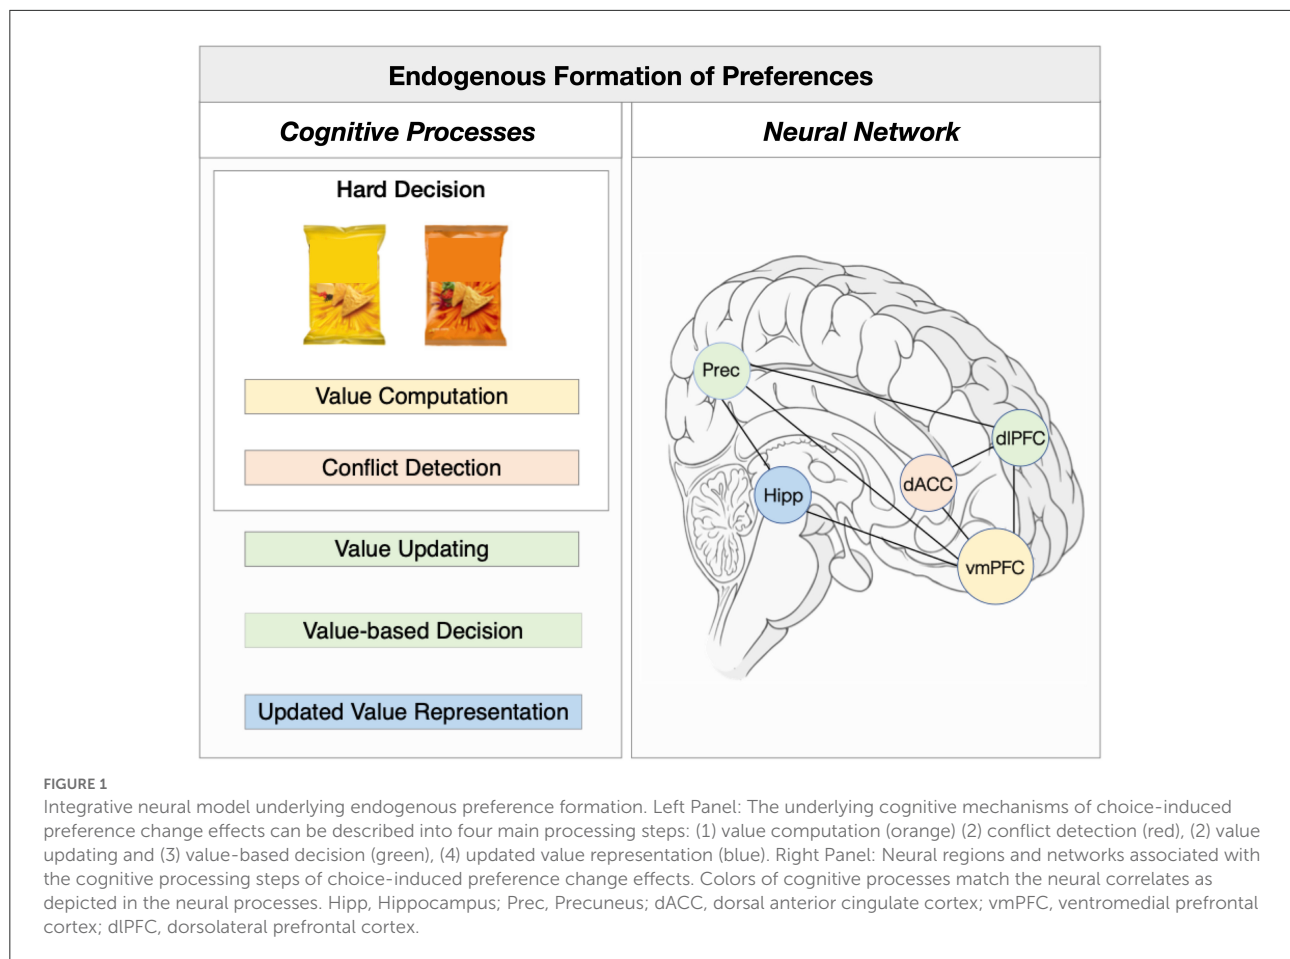 Endogenous Formation of Preferences
Cognitive Processes
Neural Network
Hard Decision
Value Computation
Conflict Detection
Value Updating
Value-based Decision
Updated Value Representation
Prec
dlPFC
dACC
Hipp
vmPFC
FIGURE 1
Integrative neural model underlying endogenous preference formation. Left Panel: The underlying cognitive mechanisms of choice-induced
preference change effects can be described into four main processing steps: (1) value computation (orange) (2) conflict detection (red), (2) value
updating and (3) value-based decision (green), (4) updated value representation (blue). Right Panel: Neural regions and networks associated with
the cognitive processing steps of choice-induced preference change effects. Colors of cognitive processes match the neural correlates as
depicted in the neural processes. Hipp, Hippocampus; Prec, Precuneus; dACC, dorsal anterior cingulate cortex; vmPFC, ventromedial prefrontal
cortex; dlPFC, dorsolateral prefrontal cortex.